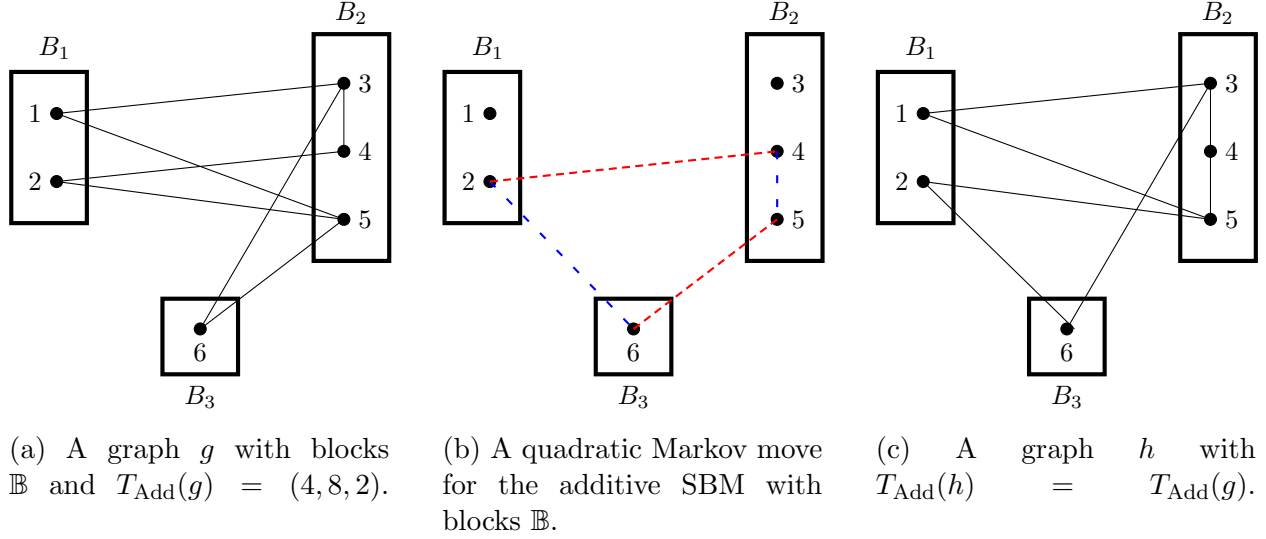 B₁
B₂
1
2
3
4
5
6
B₃
(a) A graph g with blocks
𝔹 and T_Add(g) = (4, 8, 2).
B₁
B₂
1
2
3
4
5
6
B₃
(b) A quadratic Markov move
for the additive SBM with
blocks 𝔹.
B₁
B₂
1
2
3
4
5
6
B₃
(c) A graph h with
T_Add(h) = T_Add(g).